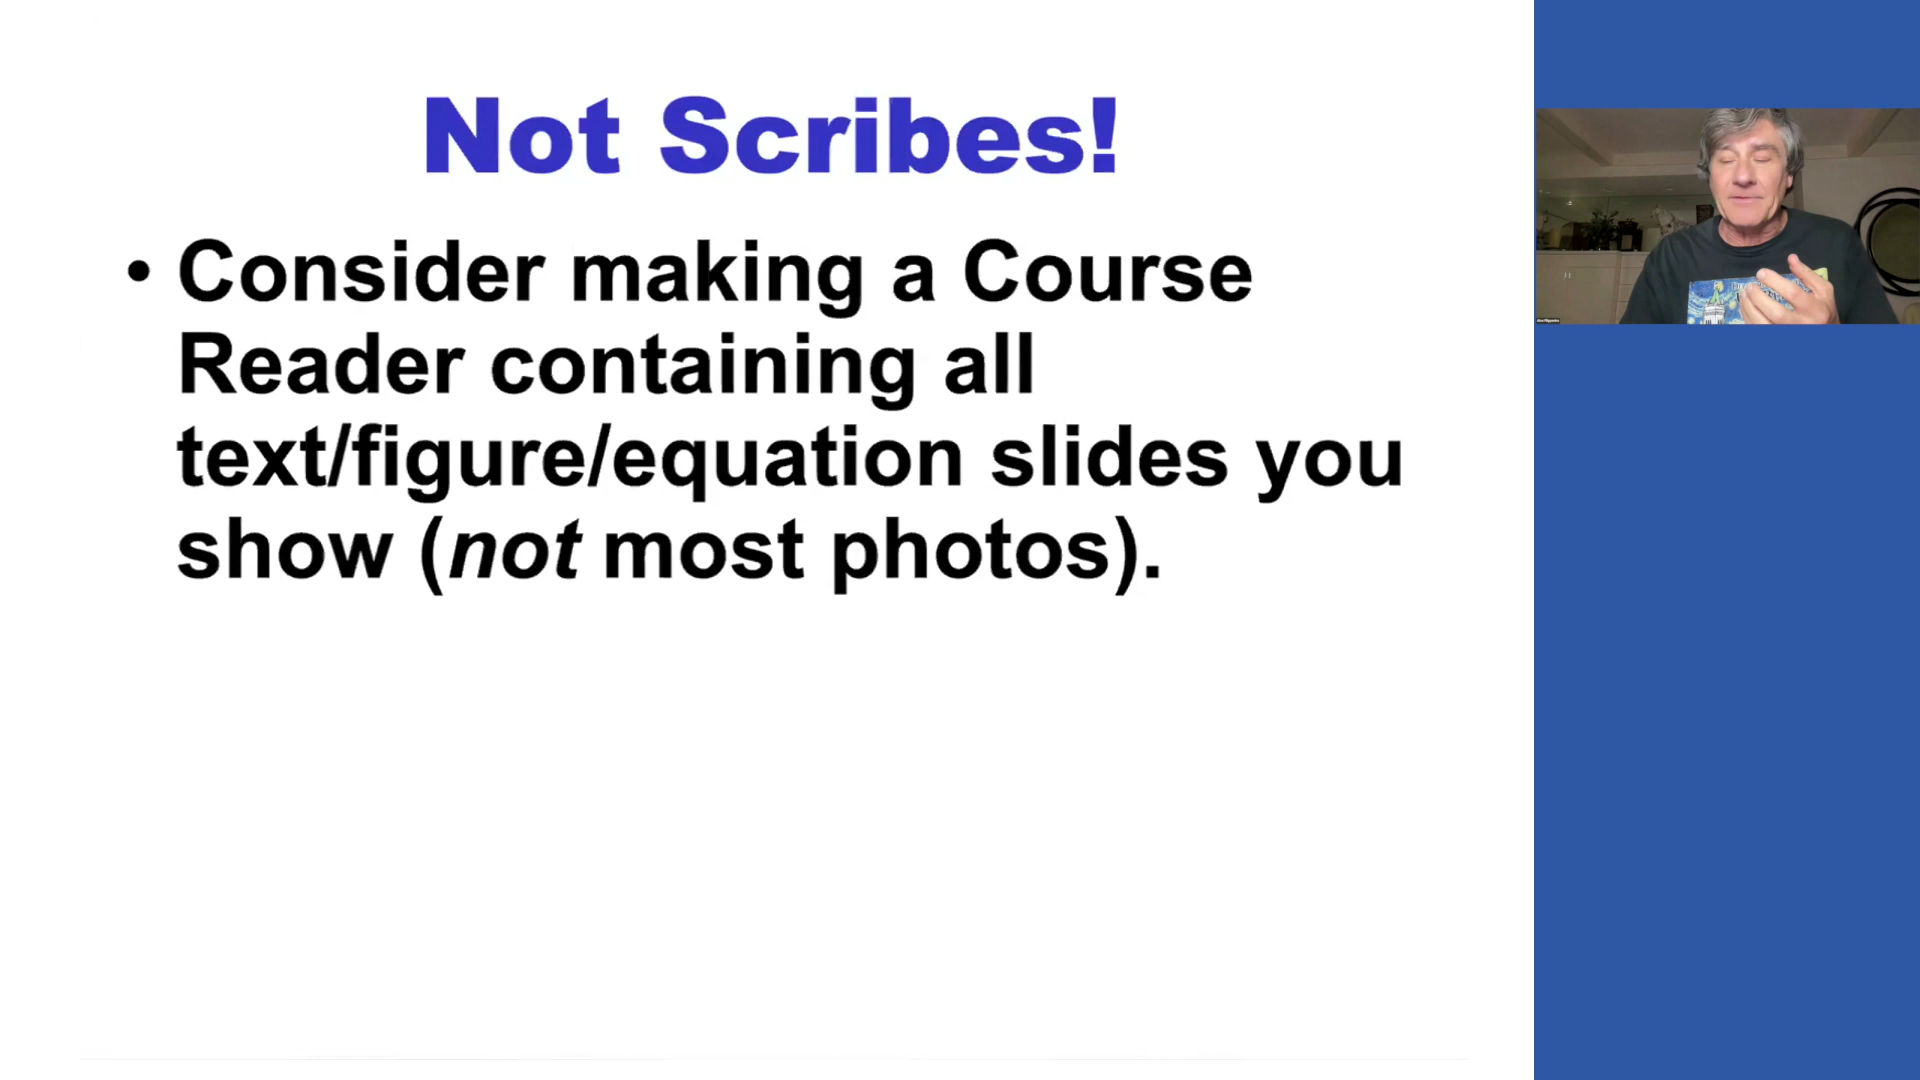 Not Scribes!
• Consider making a Course
Reader containing all
text/figure/equation slides you
show (not most photos).